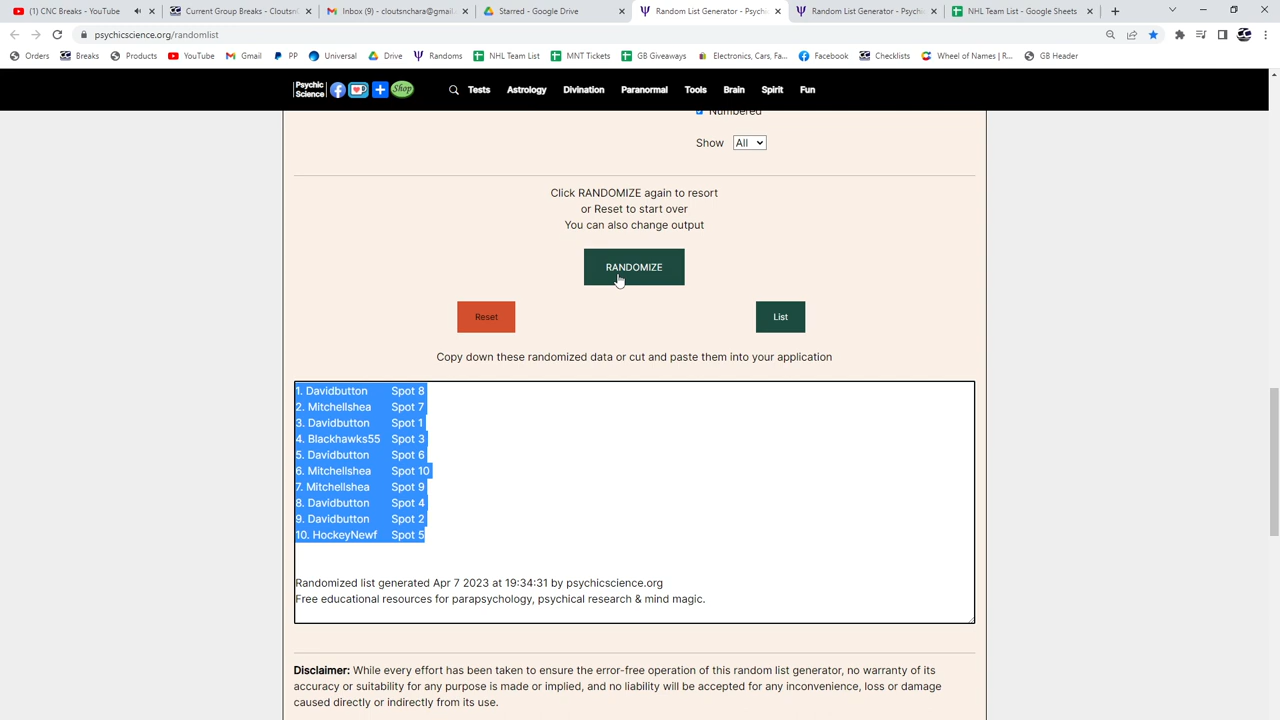 (1) CNC Breaks - YouTube
Current Group Breaks - Cloutsn
Inbox (9) - cloutsnchara@gmail
Starred - Google Drive
Random List Generator - Psychi
Random List Generator - Psych
NHL Team List - Google Sheets
psychicscience.org/randomlist
Orders Breaks Products YouTube Gmail PP Universal Drive Randoms NHL Team List MNT Tickets GB Giveaways Electronics, Cars, Fa... Facebook Checklists Wheel of Names | R... GB Header
Psychic
Science
Shop
Tests Astrology Divination Paranormal Tools Brain Spirit Fun
Numbered
Show All
Click RANDOMIZE again to resort
or Reset to start over
You can also change output
RANDOMIZE
Reset List
Copy down these randomized data or cut and paste them into your application
1. Davidbutton Spot 8
2. Mitchellshea Spot 7
3. Davidbutton Spot 1
4. Blackhawks55 Spot 3
5. Davidbutton Spot 6
6. Mitchellshea Spot 10
7. Mitchellshea Spot 9
8. Davidbutton Spot 4
9. Davidbutton Spot 2
10. HockeyNewf Spot 5
Randomized list generated Apr 7 2023 at 19:34:31 by psychicscience.org
Free educational resources for parapsychology, psychical research & mind magic.
Disclaimer: While every effort has been taken to ensure the error-free operation of this random list generator, no warranty of its
accuracy or suitability for any purpose is made or implied, and no liability will be accepted for any inconvenience, loss or damage
caused directly or indirectly from its use.